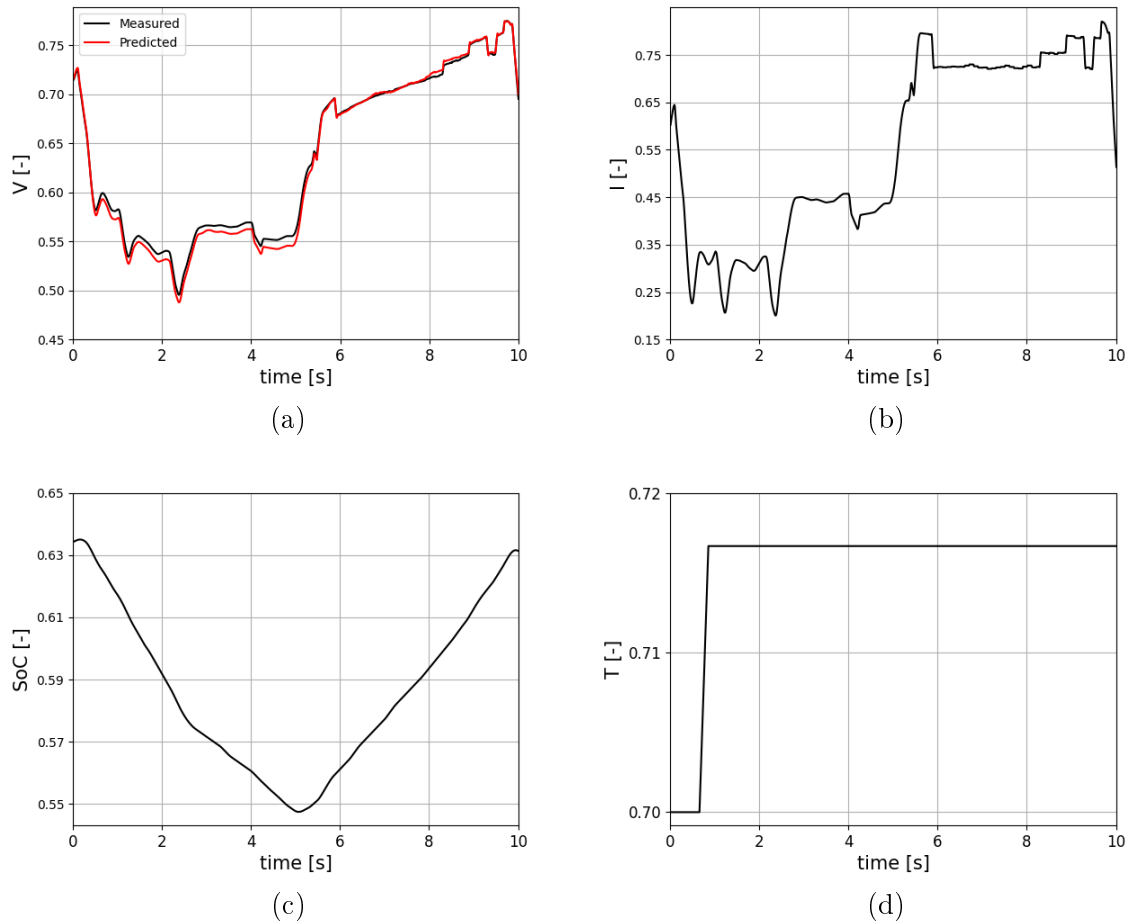 Measured
Predicted
V [-]
0.75
0.70
0.65
0.60
0.55
0.50
0.45
0 2 4 6 8 10
time [s]
(a)
I [-]
0.75
0.65
0.55
0.45
0.35
0.25
0.15
0 2 4 6 8 10
time [s]
(b)
SoC [-]
0.65
0.63
0.61
0.59
0.57
0.55
0 2 4 6 8 10
time [s]
(c)
T [-]
0.72
0.71
0.70
0 2 4 6 8 10
time [s]
(d)